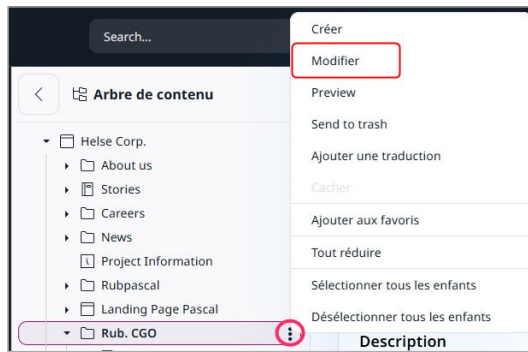 Search...
Arbre de contenu
Helse Corp.
About us
Stories
Careers
News
Project Information
Rubpascal
Landing Page Pascal
Rub. CGO
Créer
Modifier
Preview
Send to trash
Ajouter une traduction
Cacher
Ajouter aux favoris
Tout réduire
Sélectionner tous les enfants
Désélectionner tous les enfants
Description